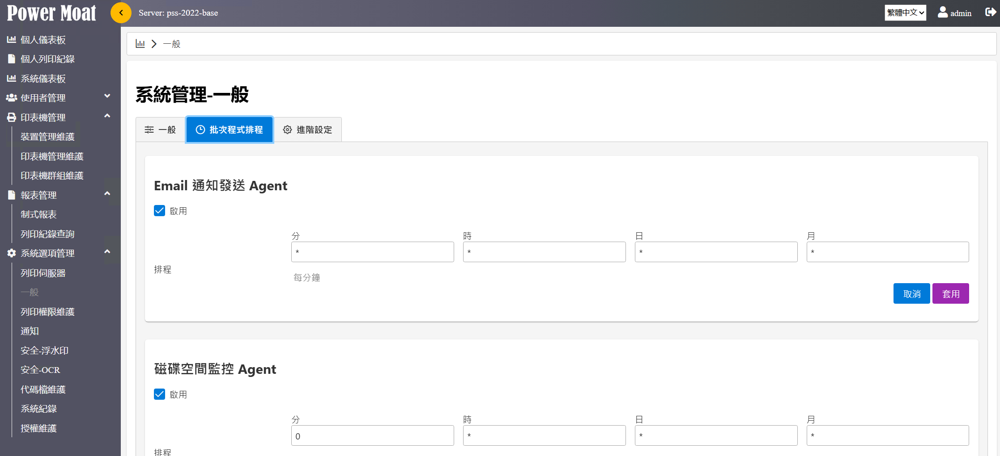 Power Moat
Server: pss-2022-base
繁體中文
admin
個人儀表板
個人列印紀錄
系統儀表板
使用者管理
印表機管理
裝置管理維護
印表機管理維護
印表機群組維護
報表管理
制式報表
列印紀錄查詢
系統選項管理
列印伺服器
一般
列印權限維護
通知
安全-浮水印
安全-OCR
代碼檔維護
系統紀錄
授權維護
一般
系統管理-一般
一般
批次程式排程
進階設定
Email 通知發送 Agent
啟用
分 時 日 月
* * * *
排程
每分鐘
取消 套用
磁碟空間監控 Agent
啟用
分 時 日 月
0 * * *
排程